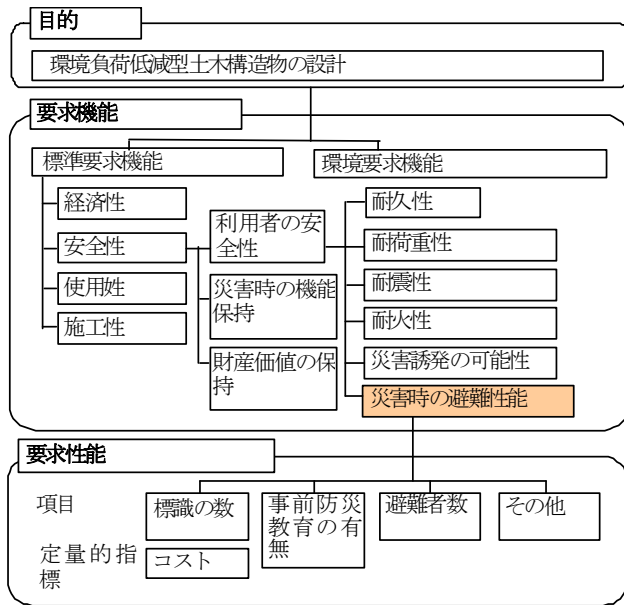 目的
環境負荷低減型土木構造物の設計
要求機能
標準要求機能
環境要求機能
経済性
安全性
使用姓
施工性
利用者の安
全性
災害時の機能
保持
財産価値の保
持
耐久性
耐荷重性
耐震性
耐火性
災害誘発の可能性
災害時の避難性能
要求性能
項目
標識の数
事前防災
教育の有
無
避難者数
その他
定量的指
標
コスト